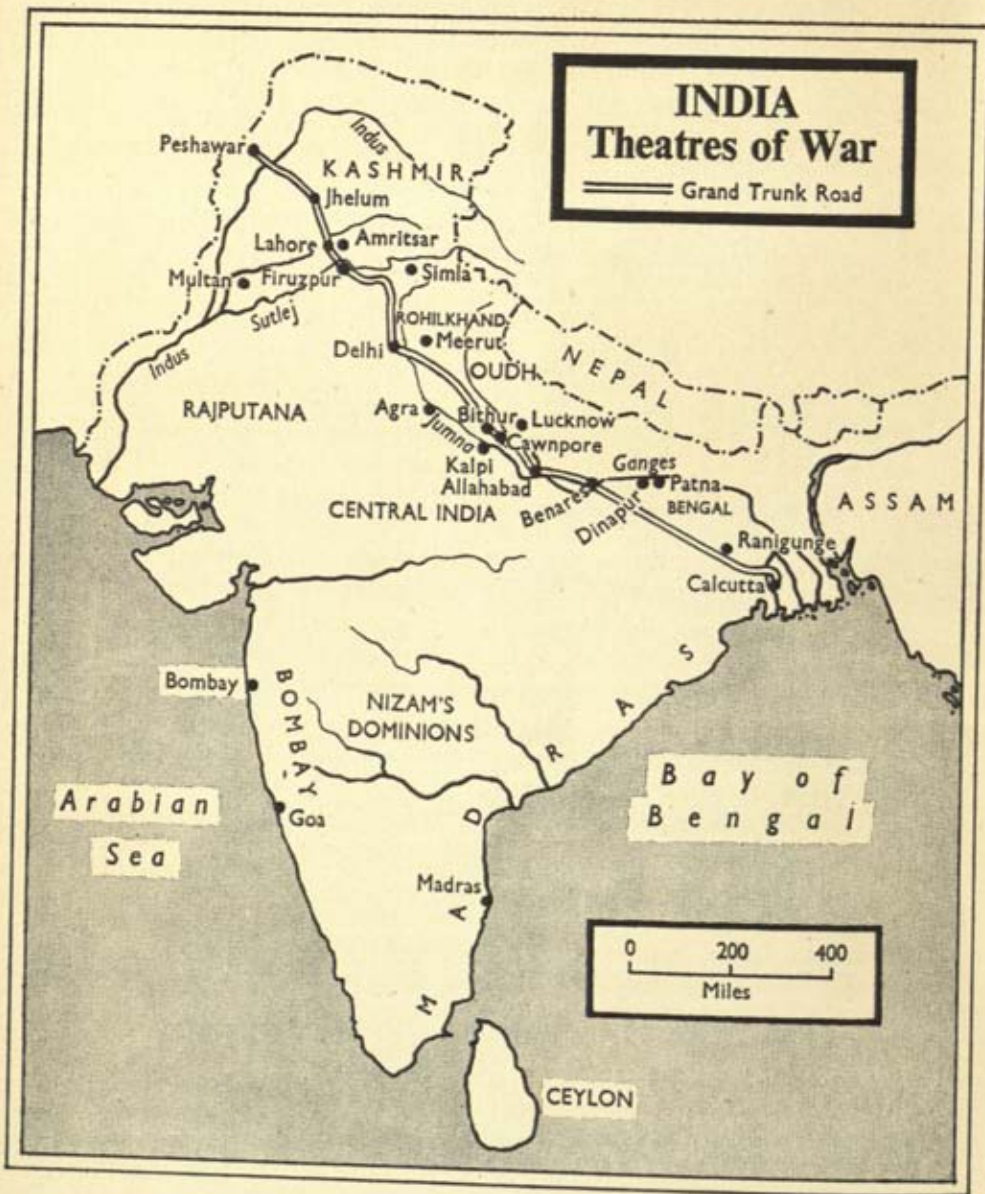 INDIA
Theatres of War
Grand Trunk Road
Indus
Peshawar
KASHMIR
Jhelum
Lahore
Amritsar
Multan
Firuzpur
Simla
Sutlej
ROHILKHAND
Indus
Delhi
Meerut
NEPAL
OUDH
RAJPUTANA
Agra
Bithur
Lucknow
Jumna
Cawnpore
Kalpi
Ganges
Allahabad
Patna
Benares
Dinapur
BENGAL
ASSAM
CENTRAL INDIA
Ranigunge
Calcutta
Bombay
BOMBAY
NIZAM'S
DOMINIONS
MADRAS
Arabian
Sea
Goa
Bay of
Bengal
Madras
0 200 400
Miles
CEYLON